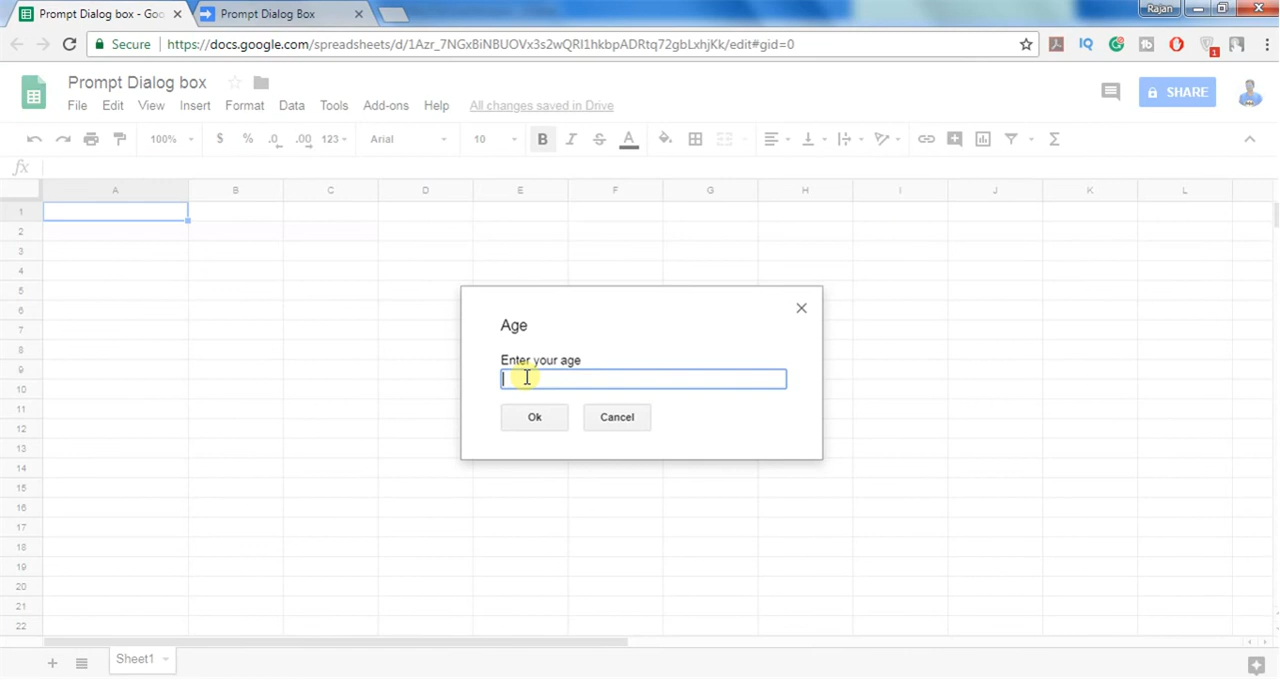 Prompt Dialog box - Goo
Prompt Dialog Box
Rajan
Secure
https://docs.google.com/spreadsheets/d/1Azr_7NGxBiNBUOVx3s2wQRl1hkbpADRtq72gbLxhjKk/edit#gid=0
IQ
1
Prompt Dialog box
File Edit View Insert Format Data Tools Add-ons Help All changes saved in Drive
SHARE
100% $ % .0 .00 123 Arial 10 B I S A Σ
fx
A B C D E F G H I J K L
1
2
3
4
5
6
7
8
9
10
11
12
13
14
15
16
17
18
19
20
21
22
Age
Enter your age
Ok Cancel
Sheet1